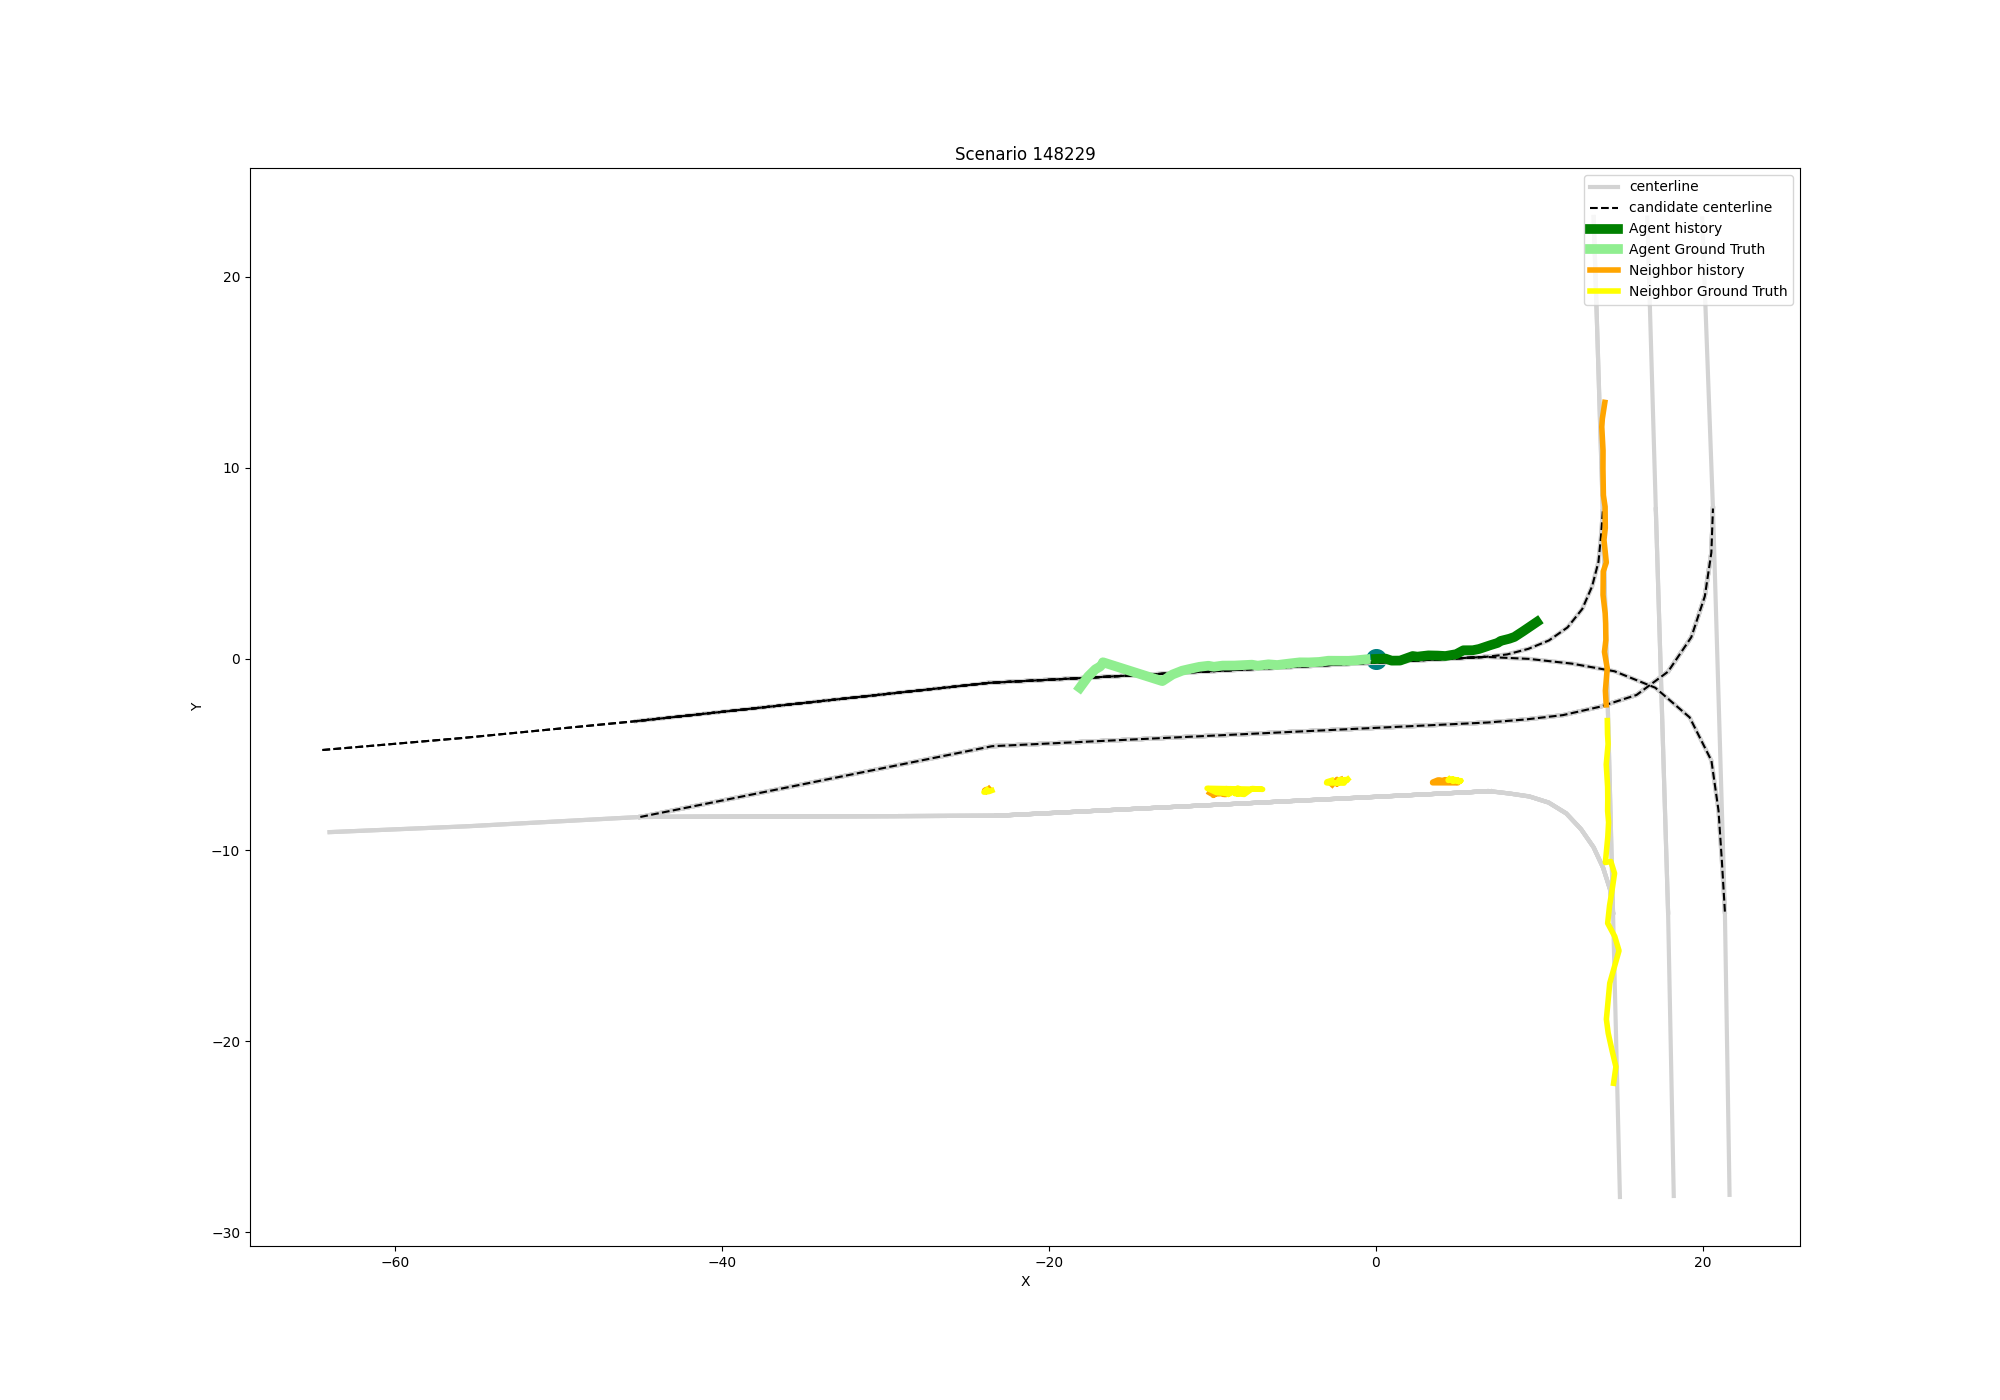 Scenario 148229
centerline
candidate centerline
Agent history
Agent Ground Truth
Neighbor history
Neighbor Ground Truth
20
10
0
−10
−20
−30
Y
−60
−40
−20
0
20
X